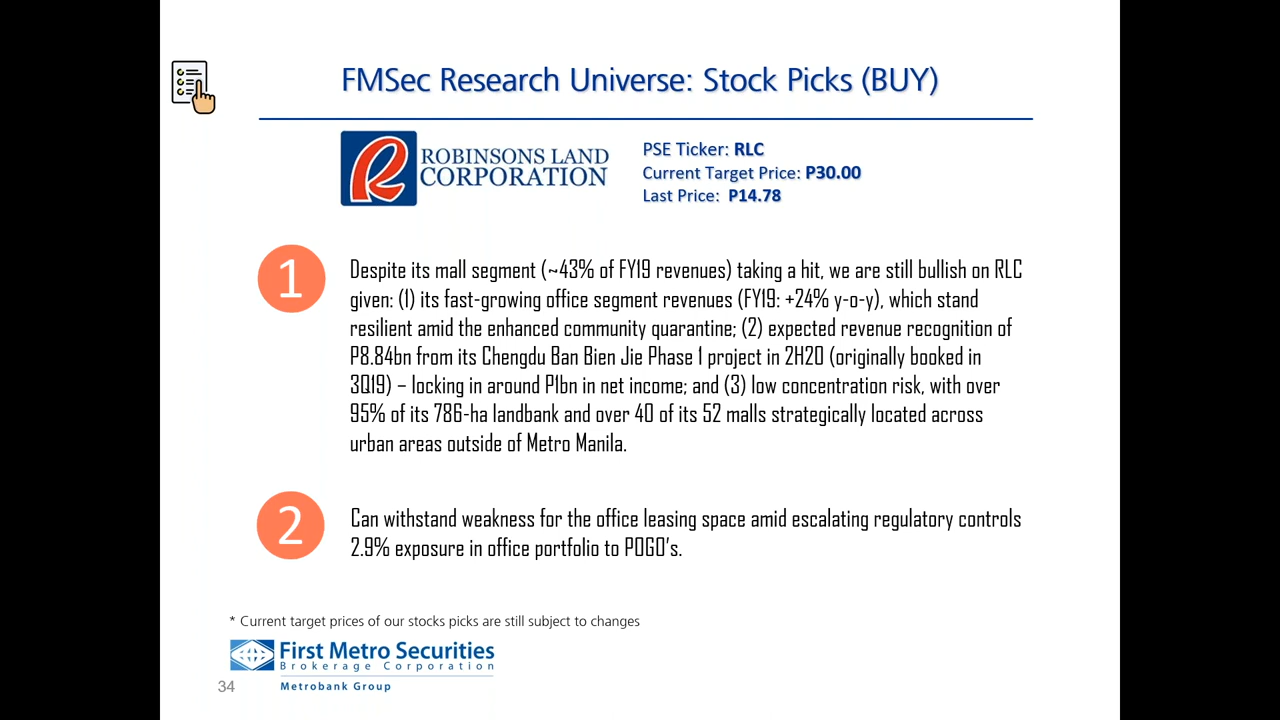 FMSec Research Universe: Stock Picks (BUY)
R
ROBINSONS LAND
CORPORATION
PSE Ticker: RLC
Current Target Price: P30.00
Last Price: P14.78
1
Despite its mall segment (~43% of FY19 revenues) taking a hit, we are still bullish on RLC
given: (1) its fast-growing office segment revenues (FY19: +24% y-o-y), which stand
resilient amid the enhanced community quarantine; (2) expected revenue recognition of
P8.84bn from its Chengdu Ban Bien Jie Phase 1 project in 2H20 (originally booked in
3Q19) – locking in around P1bn in net income; and (3) low concentration risk, with over
95% of its 786-ha landbank and over 40 of its 52 malls strategically located across
urban areas outside of Metro Manila.
2
Can withstand weakness for the office leasing space amid escalating regulatory controls
2.9% exposure in office portfolio to POGO's.
* Current target prices of our stocks picks are still subject to changes
First Metro Securities
Brokerage Corporation
Metrobank Group
34